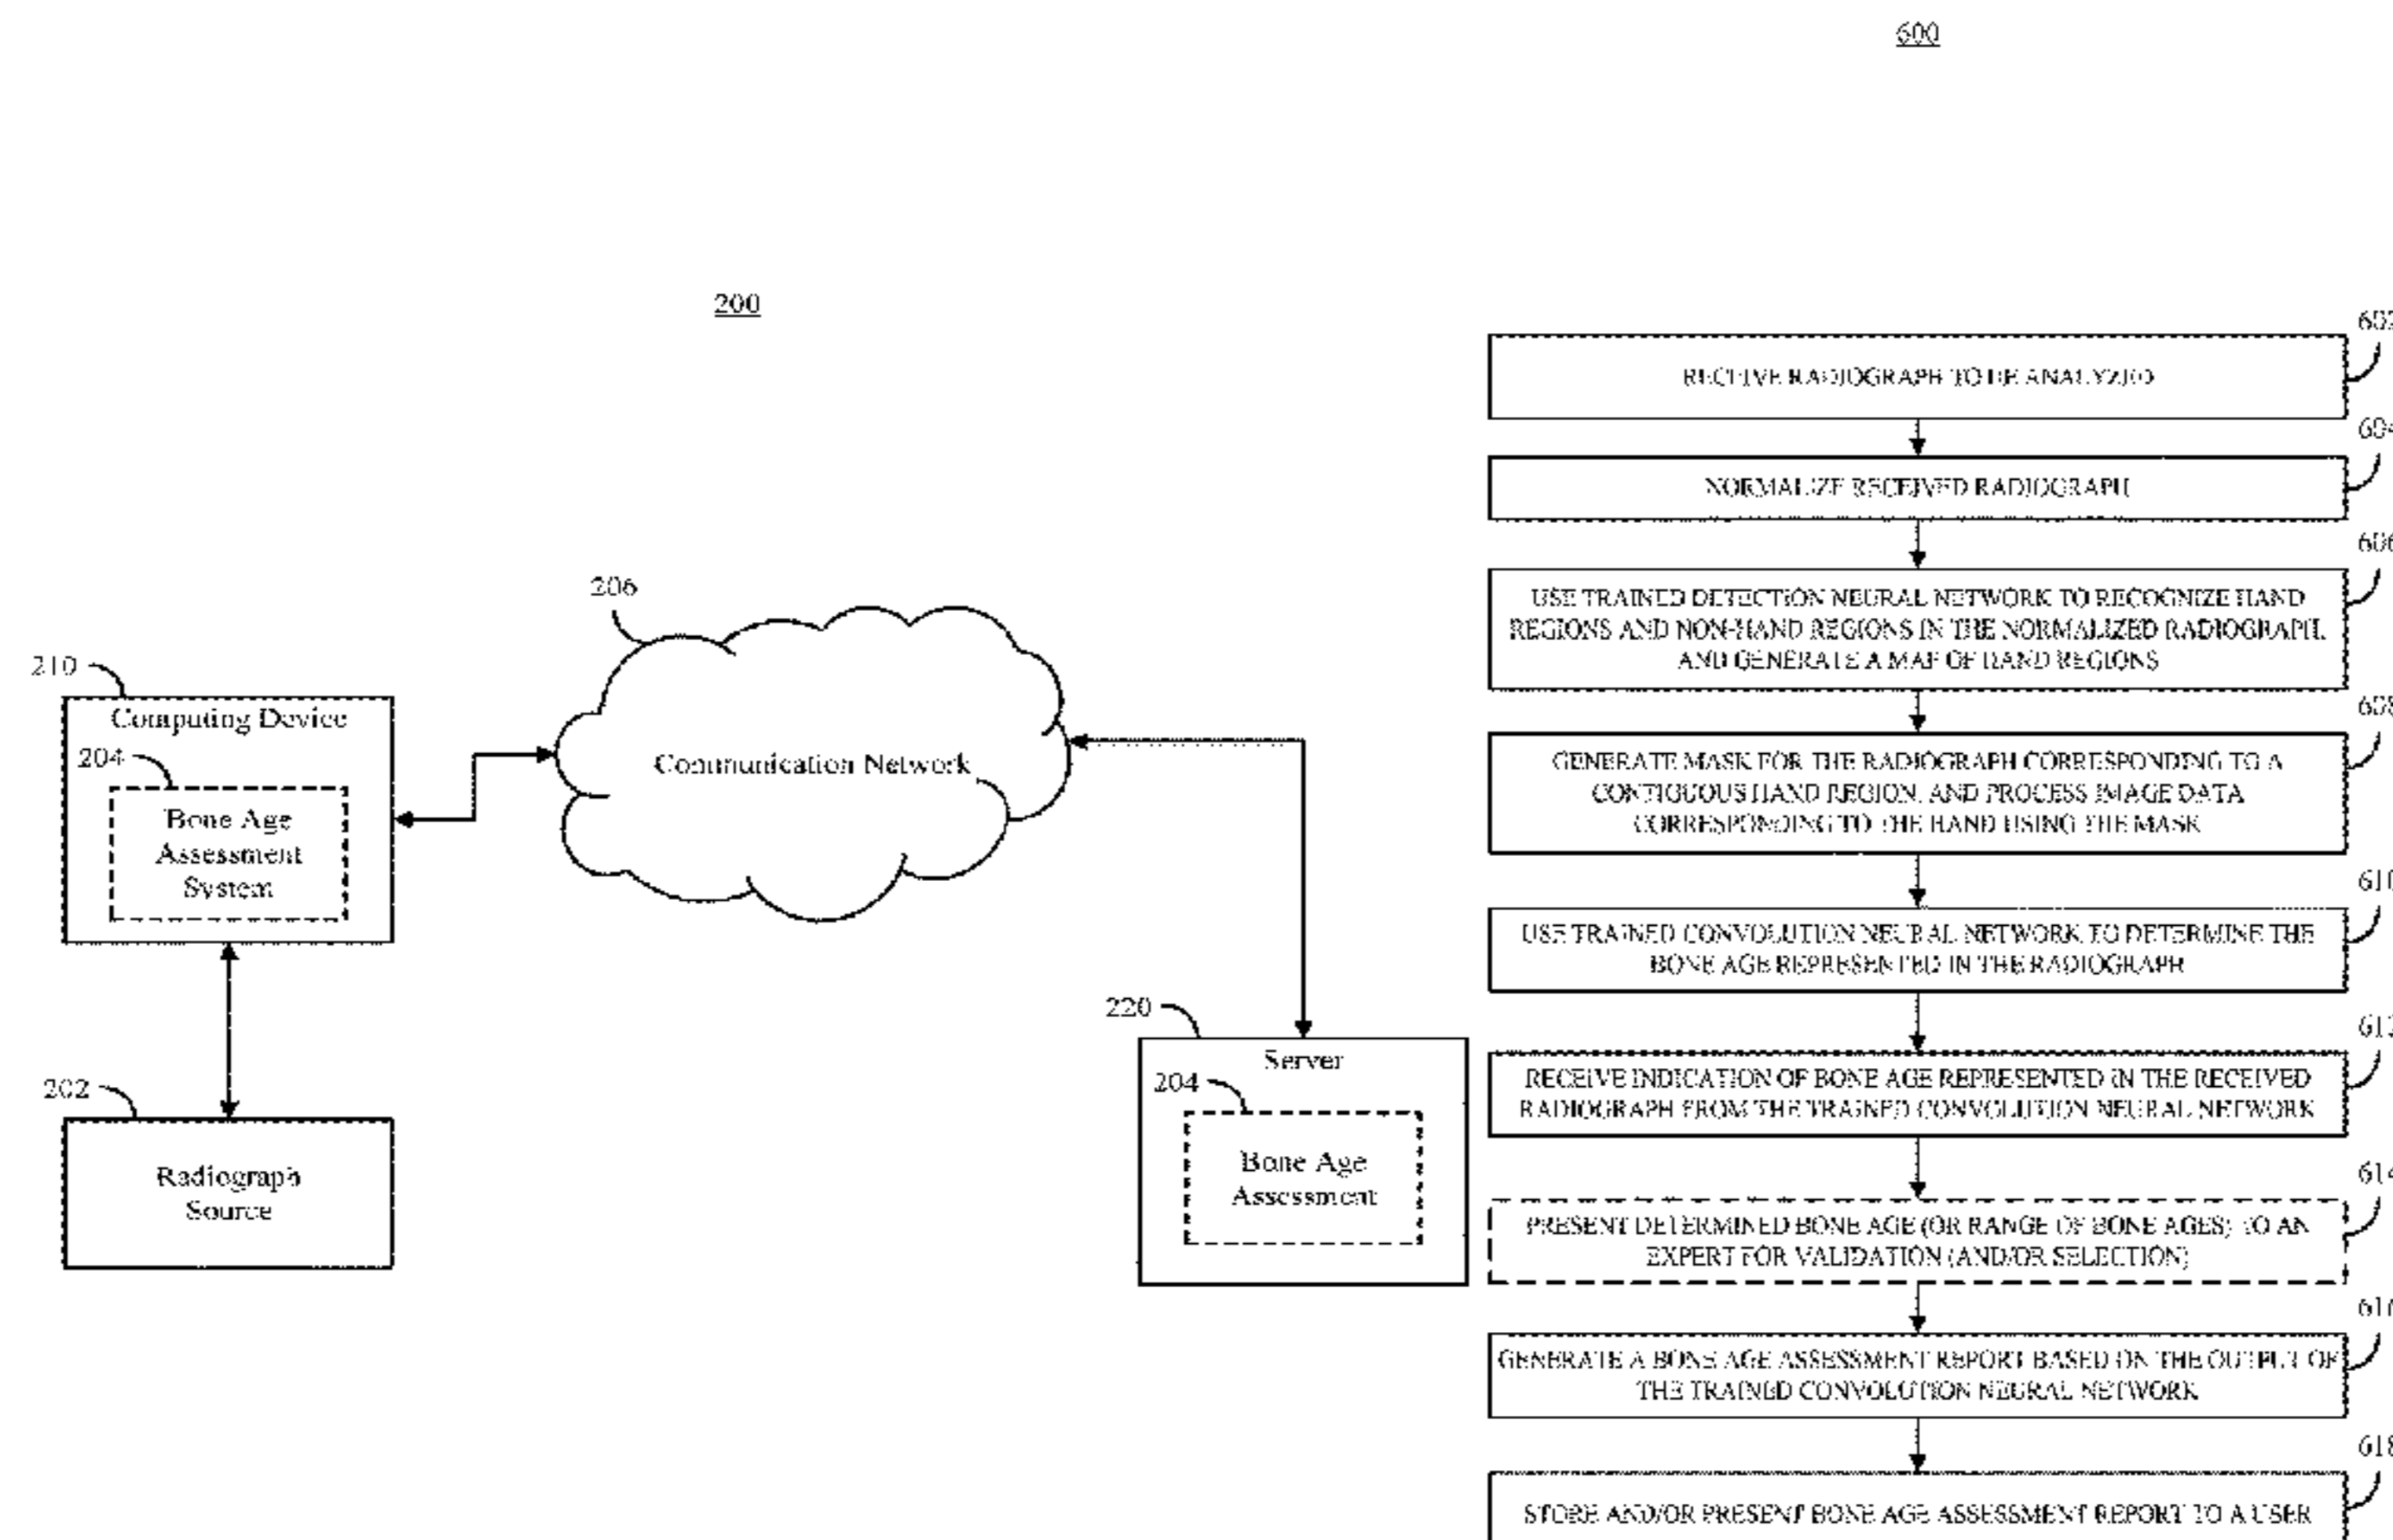 600
200
206
210
Computing Device
204
Bone Age
Assessment
System
Communication Network
202
Radiograph
Source
220
Server
204
Bone Age
Assessment
602
RECEIVE RADIOGRAPH TO BE ANALYZED
604
NORMALIZE RECEIVED RADIOGRAPH
606
USE TRAINED DETECTION NEURAL NETWORK TO RECOGNIZE HAND
REGIONS AND NON-HAND REGIONS IN THE NORMALIZED RADIOGRAPH,
AND GENERATE A MAP OF HAND REGIONS
608
GENERATE MASK FOR THE RADIOGRAPH CORRESPONDING TO A
CONTIGUOUS HAND REGION, AND PROCESS IMAGE DATA
CORRESPONDING TO THE HAND USING THE MASK
610
USE TRAINED CONVOLUTION NEURAL NETWORK TO DETERMINE THE
BONE AGE REPRESENTED IN THE RADIOGRAPH
612
RECEIVE INDICATION OF BONE AGE REPRESENTED IN THE RECEIVED
RADIOGRAPH FROM THE TRAINED CONVOLUTION NEURAL NETWORK
614
PRESENT DETERMINED BONE AGE (OR RANGE OF BONE AGES) TO AN
EXPERT FOR VALIDATION (AND/OR SELECTION)
616
GENERATE A BONE AGE ASSESSMENT REPORT BASED ON THE OUTPUT OF
THE TRAINED CONVOLUTION NEURAL NETWORK
618
STORE AND/OR PRESENT BONE AGE ASSESSMENT REPORT TO A USER